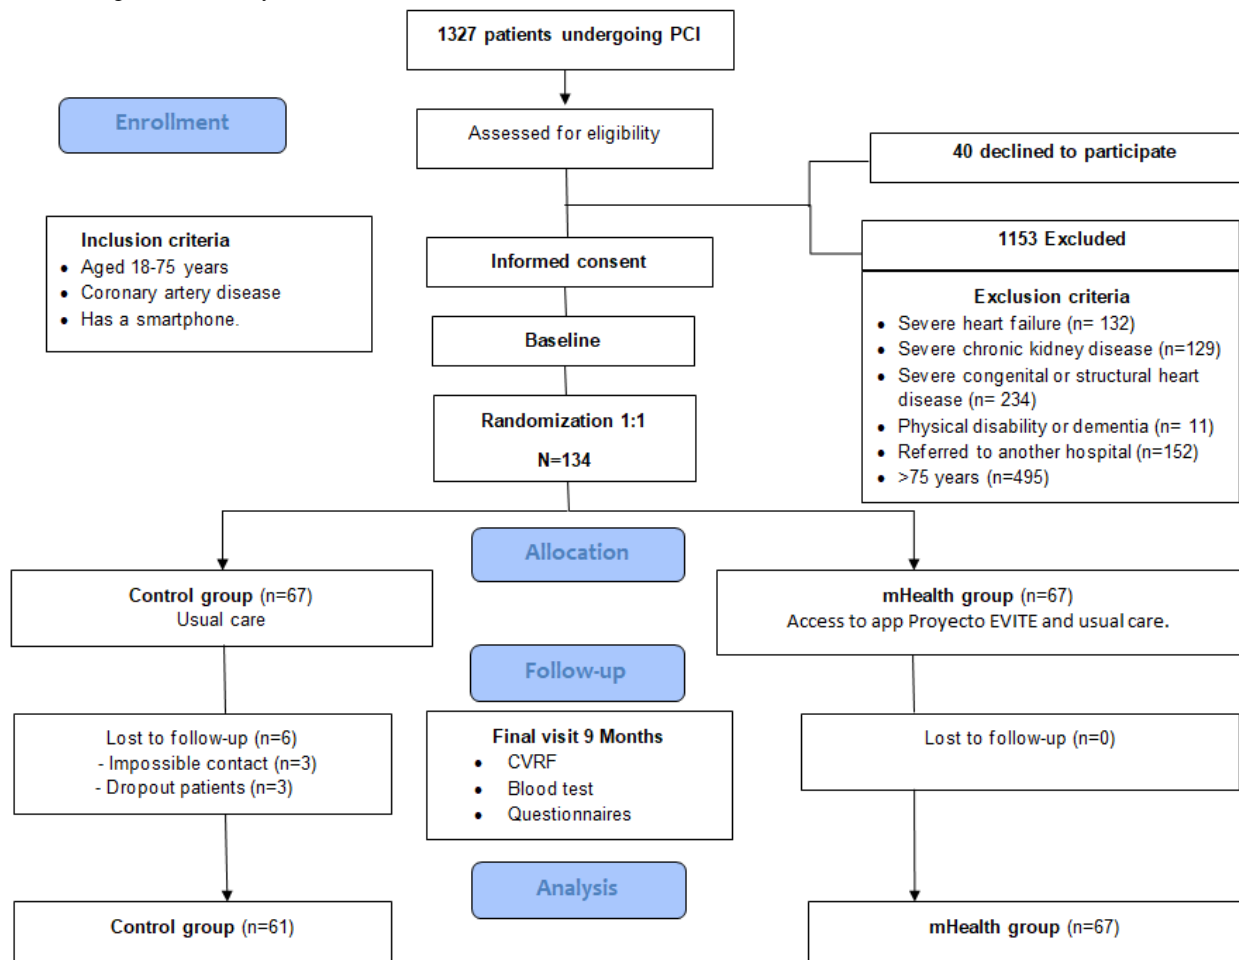 1327 patients undergoing PCI
Enrollment
Assessed for eligibility
40 declined to participate
Inclusion criteria
• Aged 18-75 years
• Coronary artery disease
• Has a smartphone.
1153 Excluded
Informed consent
Exclusion criteria
• Severe heart failure (n= 132)
• Severe chronic kidney disease (n=129)
• Severe congenital or structural heart
disease (n= 234)
• Physical disability or dementia (n= 11)
• Referred to another hospital (n=152)
• >75 years (n=495)
Baseline
Randomization 1:1
N=134
Allocation
Control group (n=67)
Usual care
mHealth group (n=67)
Access to app Proyecto EVITE and usual care.
Follow-up
Lost to follow-up (n=6)
- Impossible contact (n=3)
- Dropout patients (n=3)
Final visit 9 Months
• CVRF
• Blood test
• Questionnaires
Lost to follow-up (n=0)
Analysis
Control group (n=61)
mHealth group (n=67)